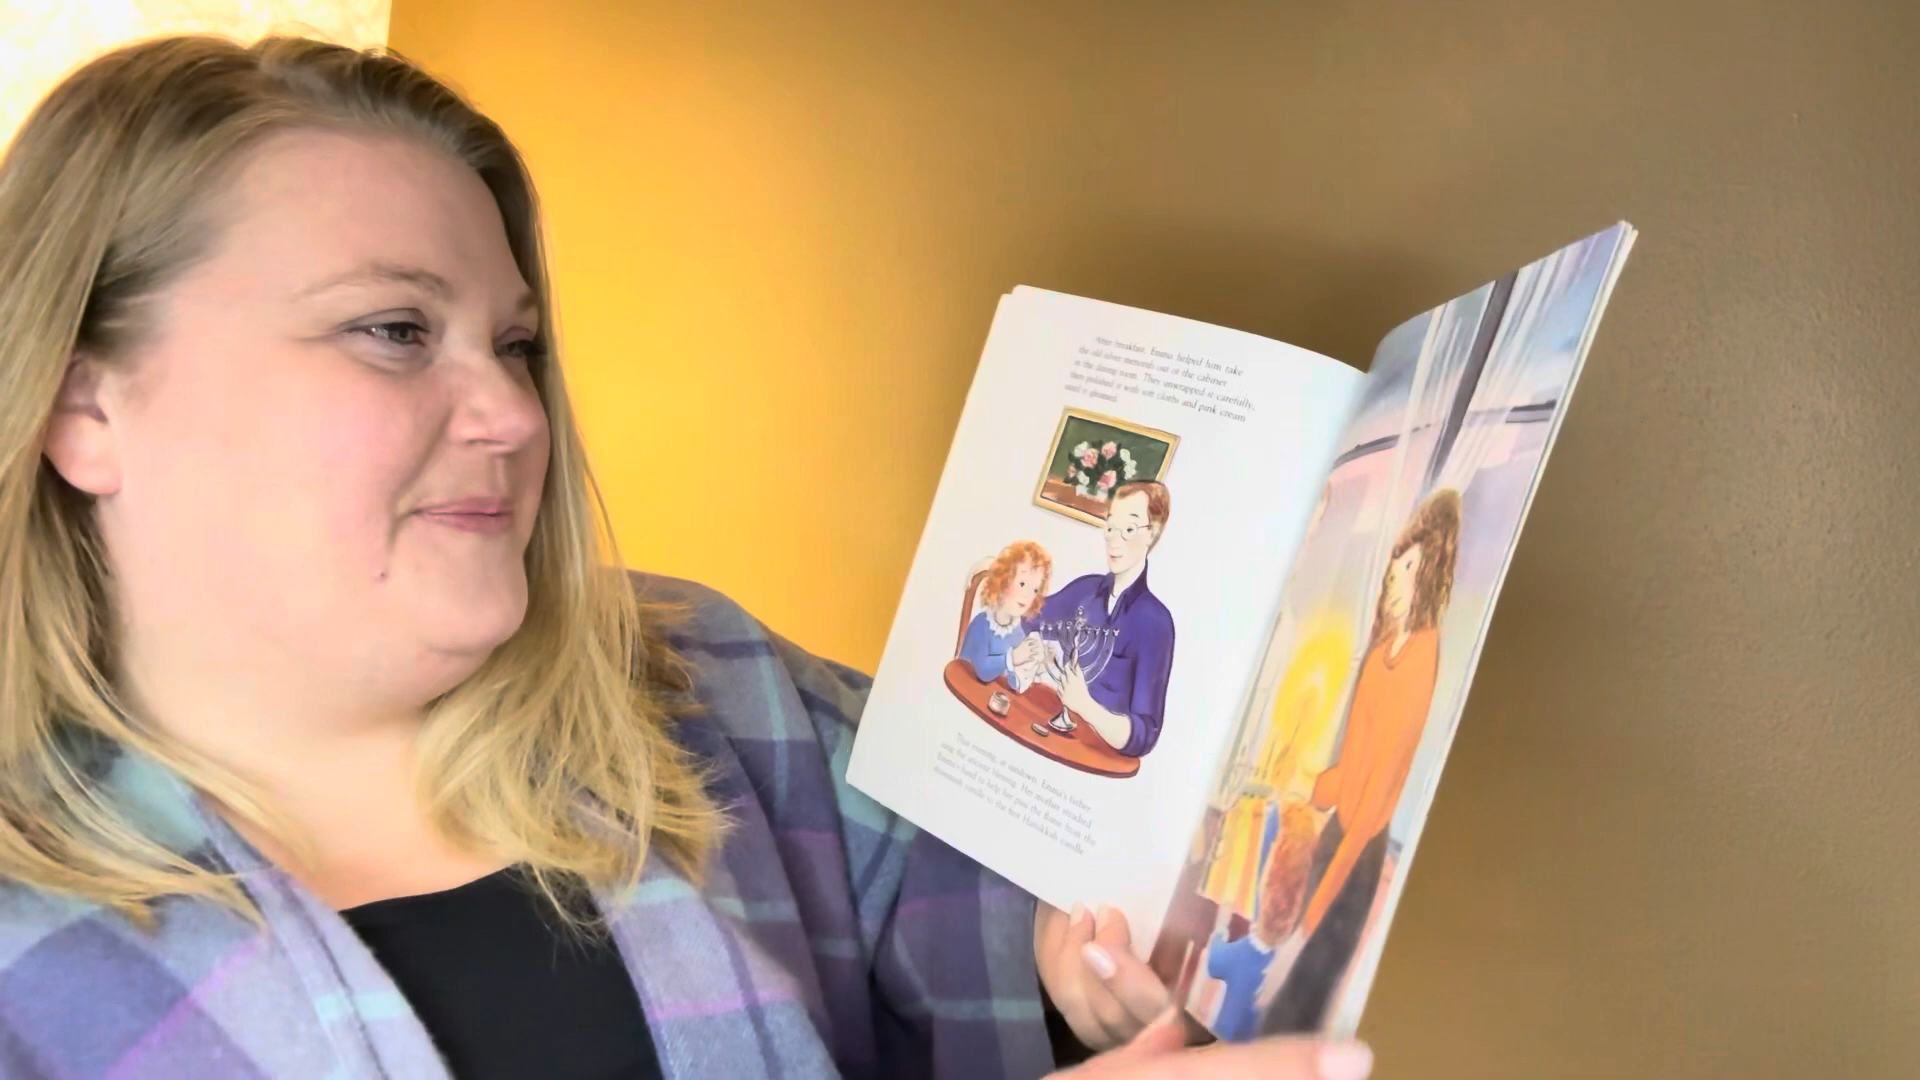 After breakfast, Emma helped him take
the old silver menorah out of the cabinet
in the dining room. They unwrapped it carefully,
then polished it with soft cloths and pink cream
until it gleamed.
That evening, at sundown, Emma's father
sang the ancient blessing. Her mother steadied
Emma's hand to help her pass the flame from the
shammash candle to the first Hanukkah candle.